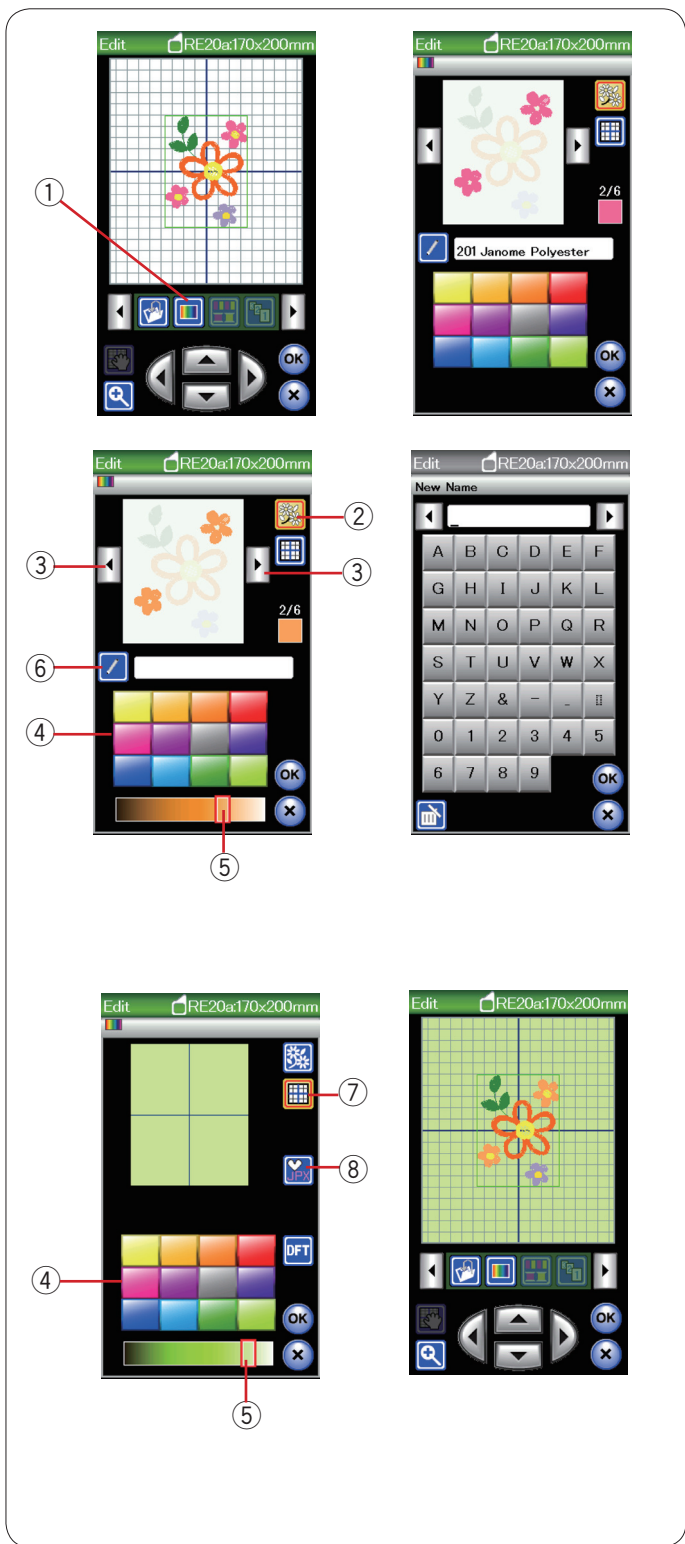 Edit RE20a:170x200mm
①
OK
Edit RE20a:170x200mm
2/6
201 Janome Polyester
OK
Edit RE20a:170x200mm
②
③
③
2/6
⑥
④
OK
⑤
Edit RE20a:170x200mm
New Name
_
A B C D E F
G H I J K L
M N O P Q R
S T U V W X
Y Z & - _
0 1 2 3 4 5
6 7 8 9
OK
Edit RE20a:170x200mm
⑦
JPX
⑧
DFT
④
OK
⑤
Edit RE20a:170x200mm
OK